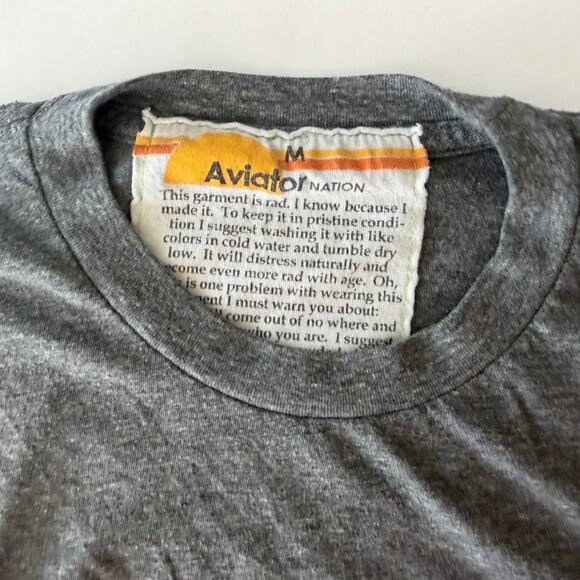 M
Aviator NATION
This garment is rad. I know because I
made it. To keep it in pristine condi-
tion I suggest washing it with like
colors in cold water and tumble dry
low. It will distress naturally and
ecome even more rad with age. Oh,
is one problem with wearing this
ent I must warn you about:
come out of no where and
ho you are. I suggest